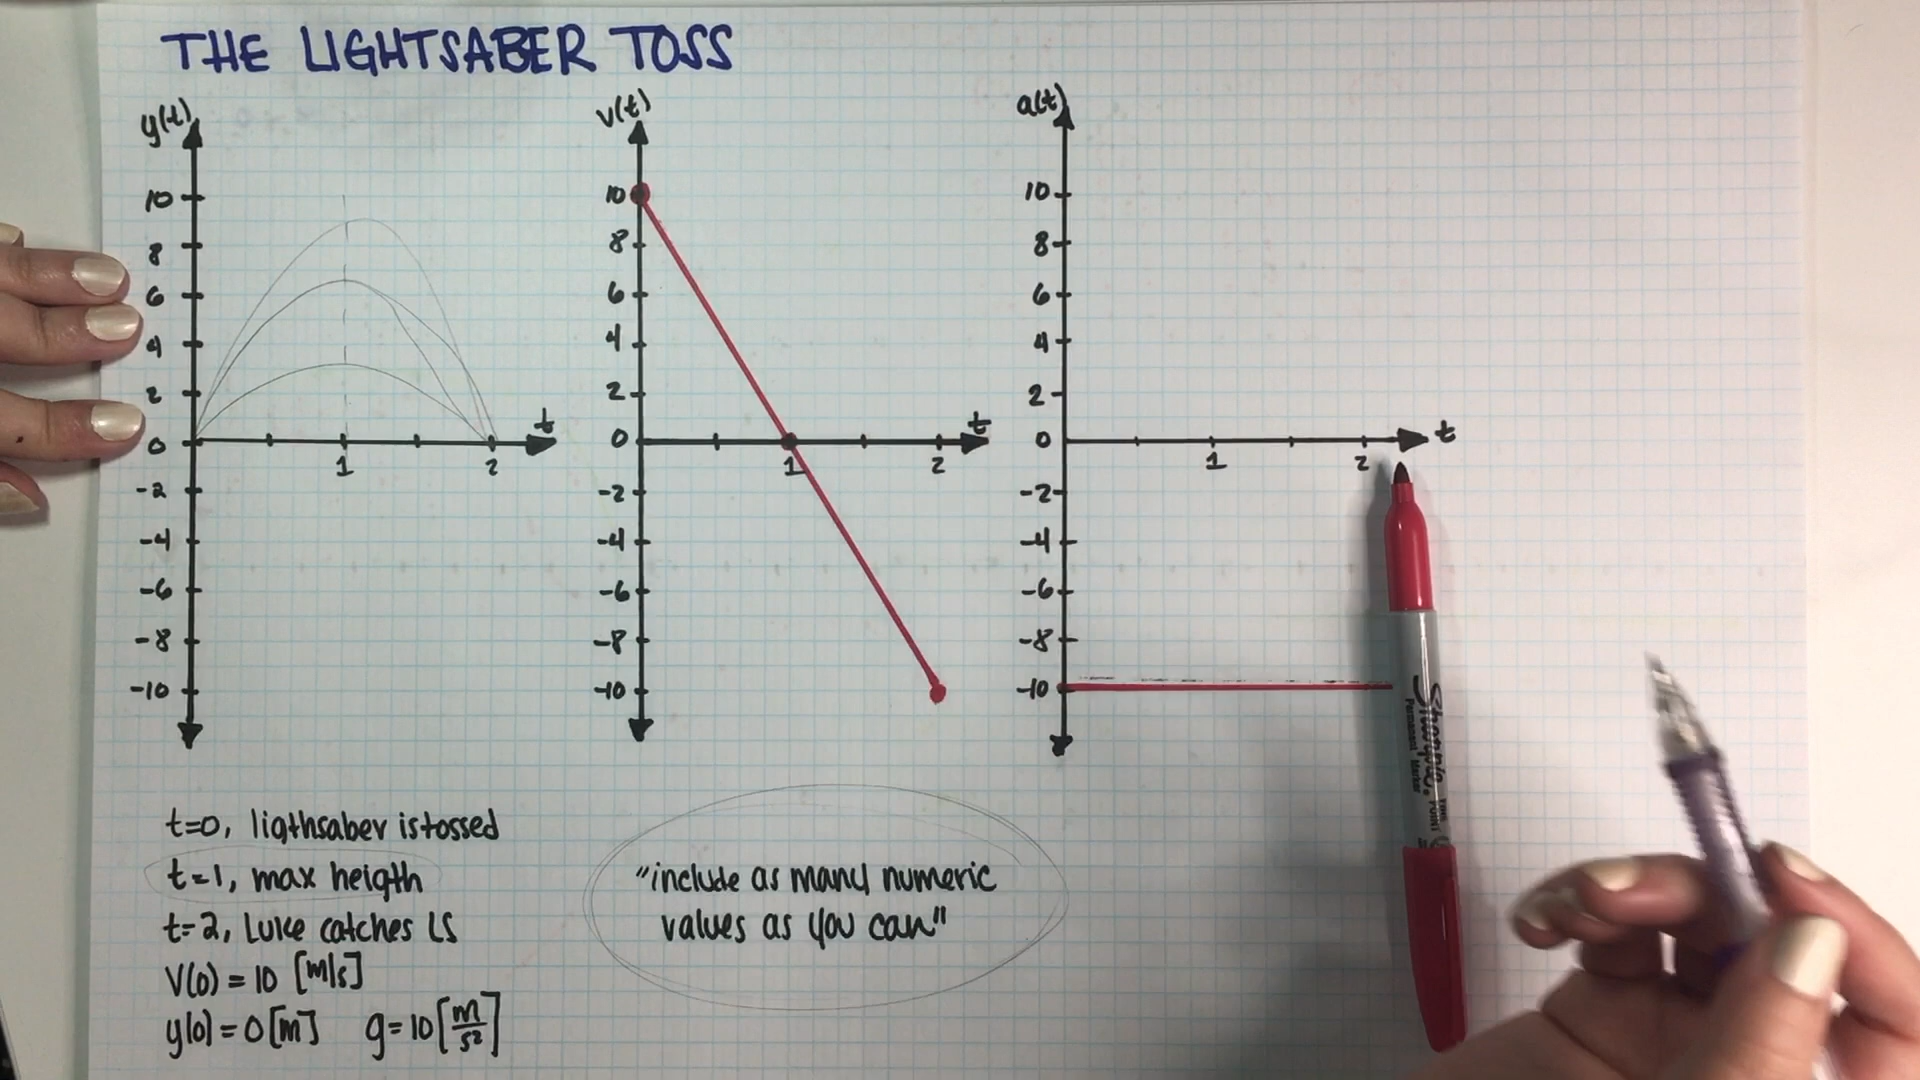 THE LIGHTSABER TOSS
y(t)
10
8
6
4
2
0
-2
-4
-6
-8
-10
1
2
t
v(t)
10
8
6
4
2
0
-2
-4
-6
-8
-10
1
2
t
a(t)
10
8
6
4
2
0
-2
-4
-6
-8
-10
1
2
t
t=0, ligthsaber is tossed
t=1, max heigth
t=2, Luke catches LS
V(0) = 10 [m/s]
y(0) = 0 [m] g=10 [m/s²]
"include as many numeric
values as you can"
Sharpie.
Permanent Marker